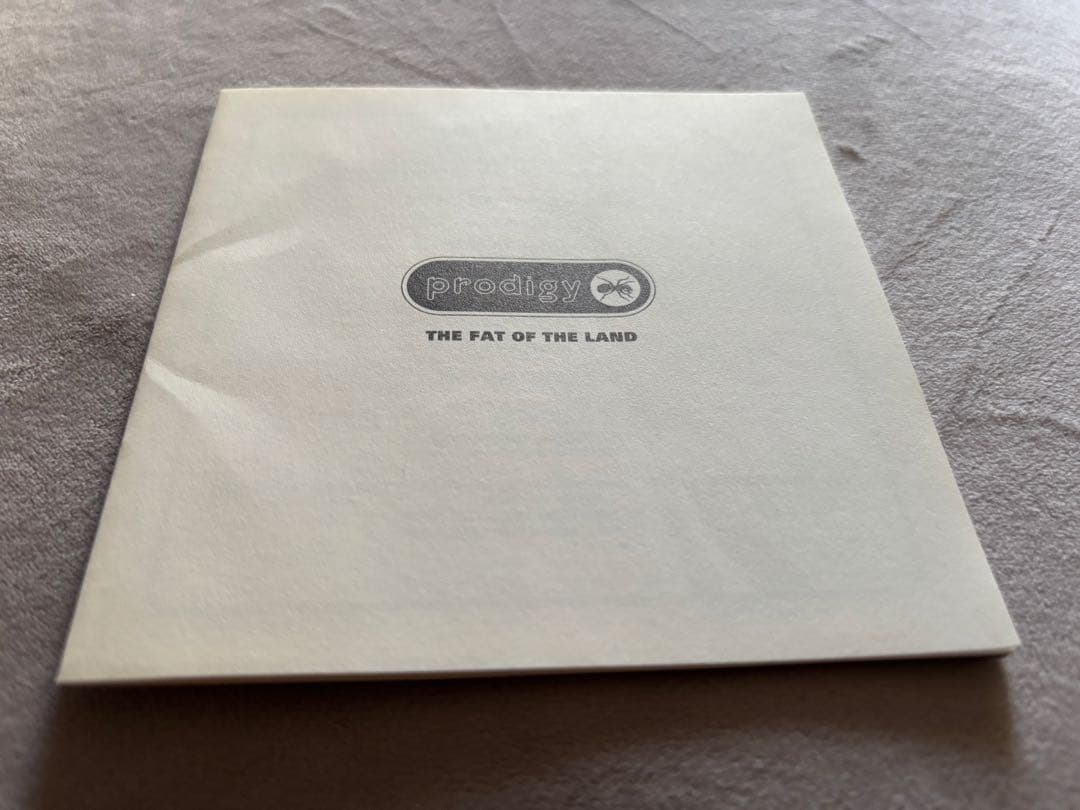 prodigy
THE FAT OF THE LAND